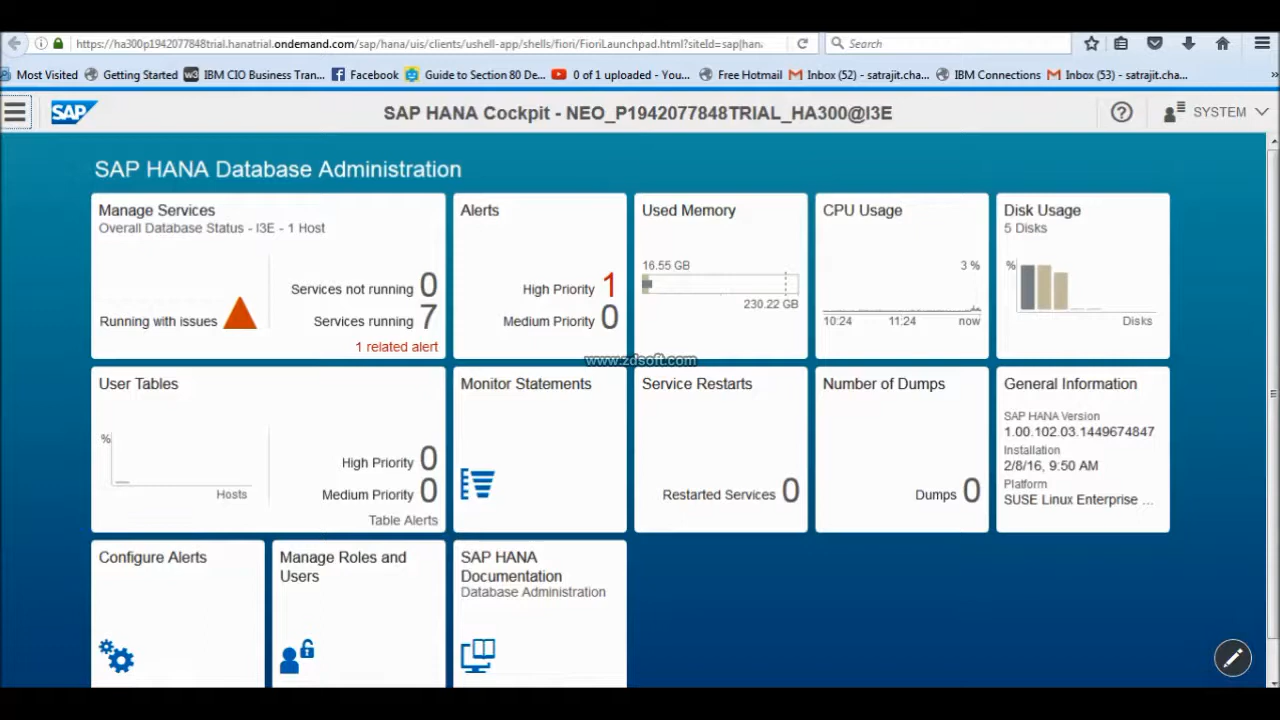 https://ha300p1942077848trial.hanatrial.ondemand.com/sap/hana/uis/clients/ushell-app/shells/fiori/FioriLaunchpad.html?siteId=sap|hana
Search
Most Visited Getting Started IBM CIO Business Tran... Facebook Guide to Section 80 De... 0 of 1 uploaded - You... Free Hotmail Inbox (52) - satrajit.cha... IBM Connections Inbox (53) - satrajit.cha...
SAP SAP HANA Cockpit - NEO_P1942077848TRIAL_HA300@I3E SYSTEM
SAP HANA Database Administration
Manage Services
Overall Database Status - I3E - 1 Host
Services not running 0
Running with issues
Services running 7
1 related alert
Alerts
High Priority 1
Medium Priority 0
Used Memory
16.55 GB
230.22 GB
CPU Usage
3 %
10:24 11:24 now
Disk Usage
5 Disks
%
Disks
www.zdsoft.com
User Tables
%
Hosts
High Priority 0
Medium Priority 0
Table Alerts
Monitor Statements
Service Restarts
Restarted Services 0
Number of Dumps
Dumps 0
General Information
SAP HANA Version
1.00.102.03.1449674847
Installation
2/8/16, 9:50 AM
Platform
SUSE Linux Enterprise ...
Configure Alerts
Manage Roles and
Users
SAP HANA
Documentation
Database Administration